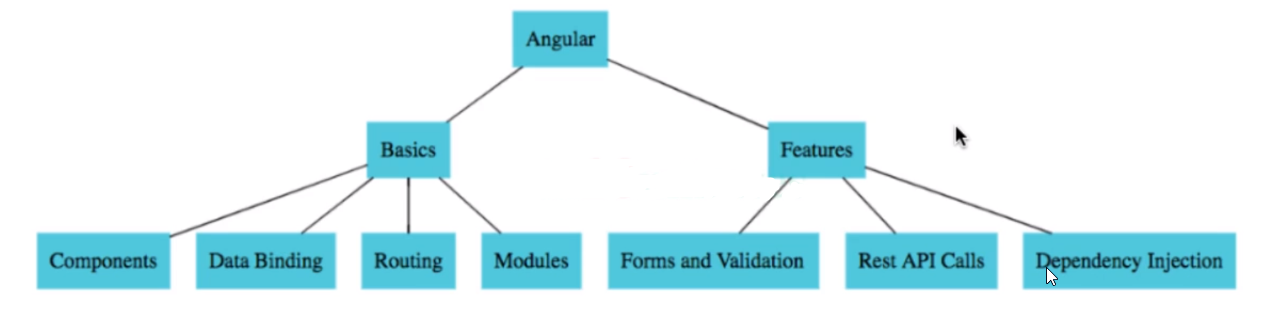 Angular
Basics
Features
Components
Data Binding
Routing
Modules
Forms and Validation
Rest API Calls
Dependency Injection